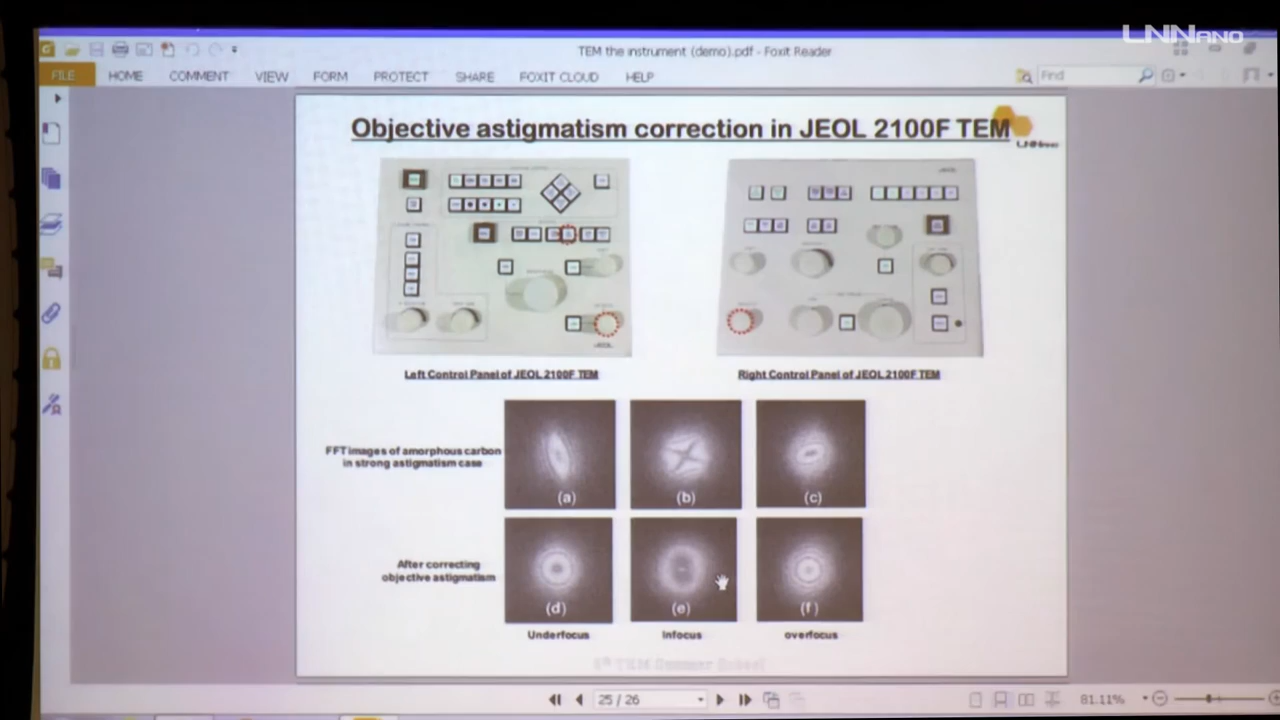 LNNANO
TEM the instrument (demo).pdf - Foxit Reader
FILE HOME COMMENT VIEW FORM PROTECT SHARE FOXIT CLOUD HELP
Find
Objective astigmatism correction in JEOL 2100F TEM
Left Control Panel of JEOL 2100F TEM
Right Control Panel of JEOL 2100F TEM
FFT images of amorphous carbon
in strong astigmatism case
(a)
(b)
(c)
After correcting
objective astigmatism
(d)
(e)
(f)
Underfocus
Infocus
overfocus
25 / 26
81.11%